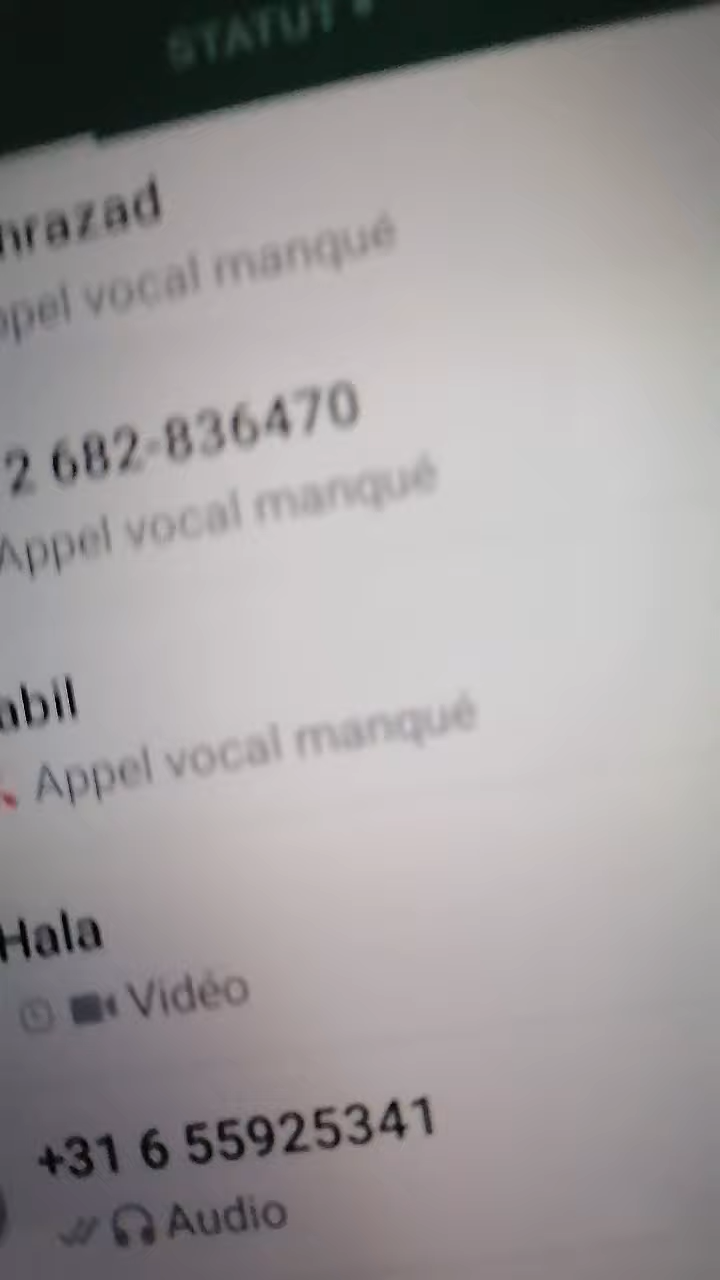 STATUT
hrazad
ppel vocal manqué
2 682-836470
Appel vocal manqué
abil
Appel vocal manqué
Hala
Vidéo
+31 6 55925341
Audio